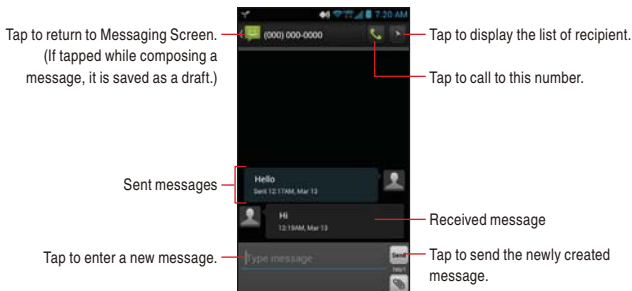 7:20 AM
Tap to return to Messaging Screen.
(If tapped while composing a
message, it is saved as a draft.)
(000) 000-0000
Tap to display the list of recipient.
Tap to call to this number.
Sent messages
Hello
Sent 12:17AM, Mar 13
Hi
12:19AM, Mar 13
Received message
Tap to enter a new message.
Type message
Send
Tap to send the newly created
message.